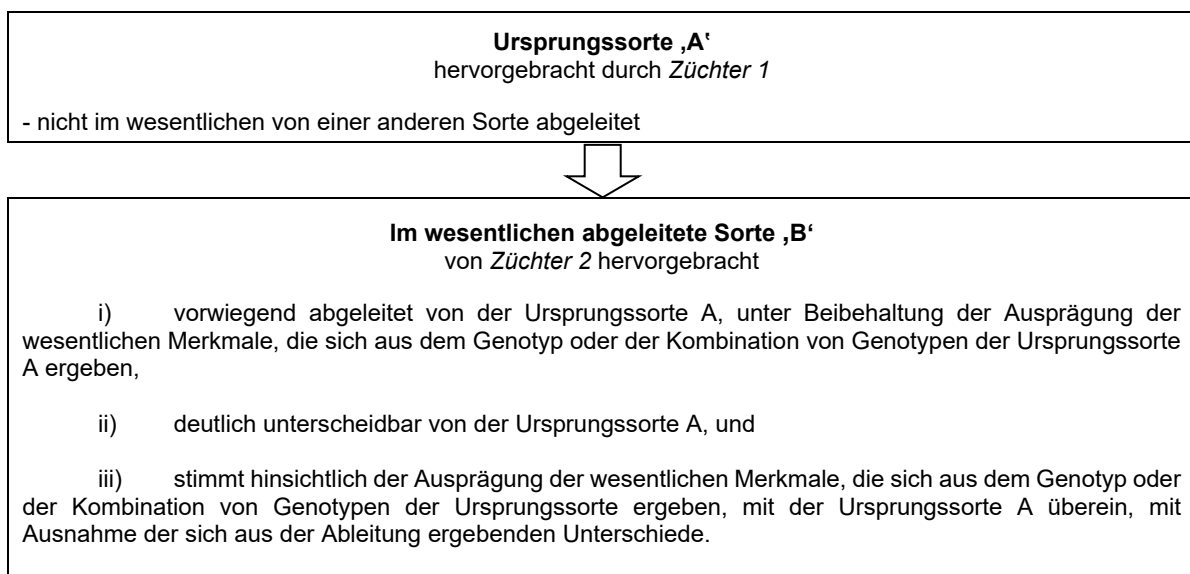 Ursprungssorte ‚A‘
hervorgebracht durch Züchter 1
- nicht im wesentlichen von einer anderen Sorte abgeleitet
Im wesentlichen abgeleitete Sorte ‚B‘
von Züchter 2 hervorgebracht
i) vorwiegend abgeleitet von der Ursprungssorte A, unter Beibehaltung der Ausprägung der
wesentlichen Merkmale, die sich aus dem Genotyp oder der Kombination von Genotypen der Ursprungssorte
A ergeben,
ii) deutlich unterscheidbar von der Ursprungssorte A, und
iii) stimmt hinsichtlich der Ausprägung der wesentlichen Merkmale, die sich aus dem Genotyp oder
der Kombination von Genotypen der Ursprungssorte ergeben, mit der Ursprungssorte A überein, mit
Ausnahme der sich aus der Ableitung ergebenden Unterschiede.